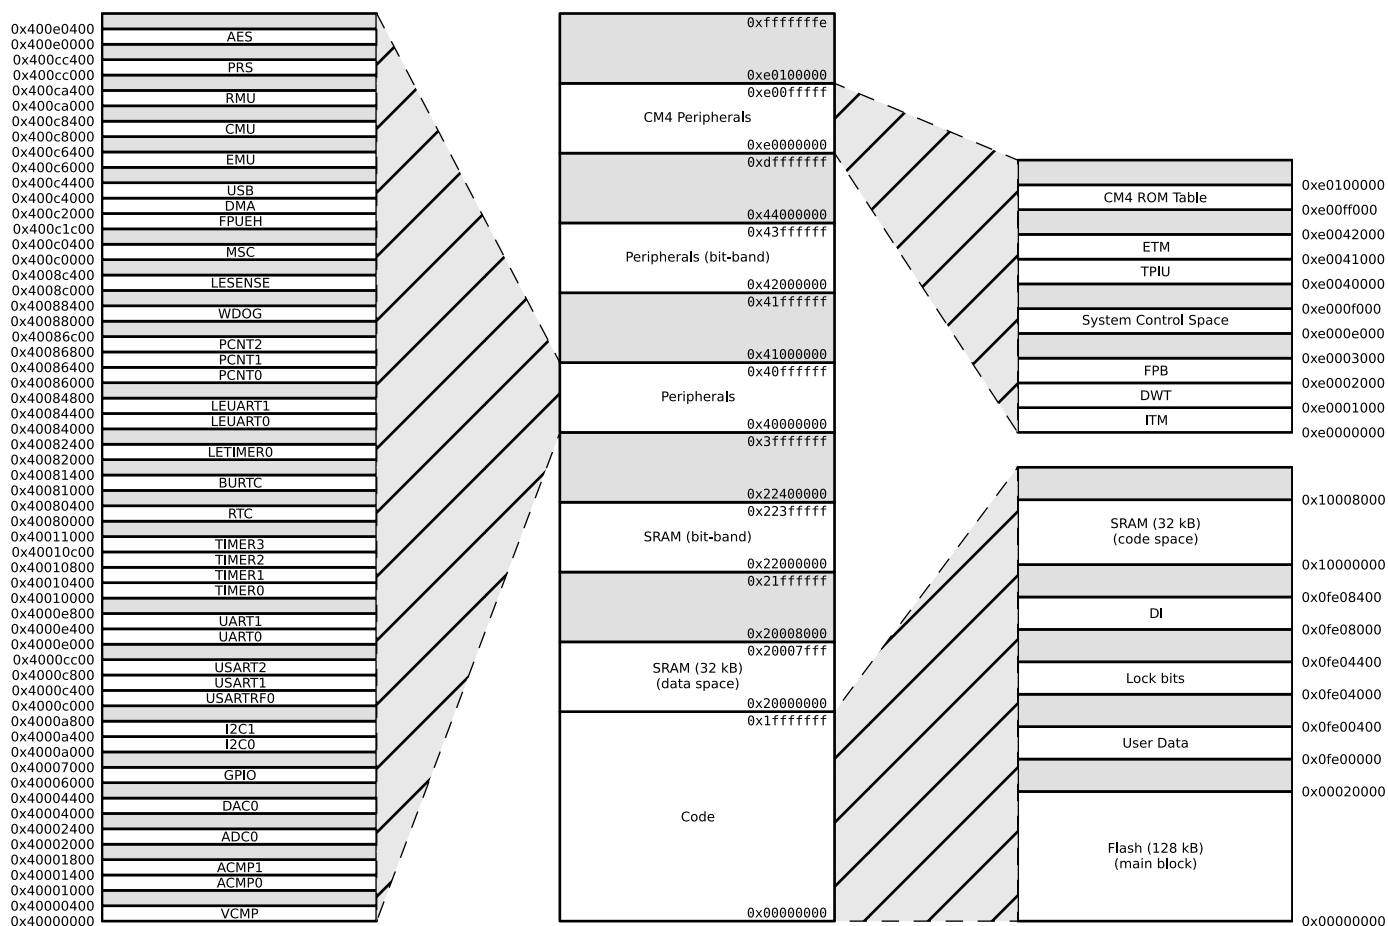 0x400e0400
AES
0x400e0000
0x400cc400
PRS
0x400cc000
0x400ca400
RMU
0x400ca000
0x400c8400
CMU
0x400c8000
0x400c6400
EMU
0x400c6000
0x400c4400
USB
0x400c4000
DMA
0x400c2000
FPUEH
0x400c1c00
0x400c0400
MSC
0x400c0000
0x4008c400
LESENSE
0x4008c000
0x40088400
WDOG
0x40088000
0x40086c00
PCNT2
0x40086800
PCNT1
0x40086400
PCNT0
0x40086000
0x40084800
LEUART1
0x40084400
LEUART0
0x40084000
0x40082400
LETIMER0
0x40082000
0x40081400
BURTC
0x40081000
0x40080400
RTC
0x40080000
0x40011000
TIMER3
0x40010c00
TIMER2
0x40010800
TIMER1
0x40010400
TIMER0
0x40010000
0x4000e800
UART1
0x4000e400
UART0
0x4000e000
0x4000cc00
USART2
0x4000c800
USART1
0x4000c400
USARTRF0
0x4000c000
0x4000a800
I2C1
0x4000a400
I2C0
0x4000a000
0x40007000
GPIO
0x40006000
0x40004400
DAC0
0x40004000
0x40002400
ADC0
0x40002000
0x40001800
ACMP1
0x40001400
ACMP0
0x40001000
0x40000400
VCMP
0x40000000
0xfffffffe
0xe0100000
0xe00fffff
CM4 Peripherals
0xe0000000
0xdfffffff
0x44000000
0x43ffffff
Peripherals (bit-band)
0x42000000
0x41ffffff
0x41000000
0x40ffffff
Peripherals
0x40000000
0x3fffffff
0x22400000
0x223fffff
SRAM (bit-band)
0x22000000
0x21ffffff
0x20008000
0x20007fff
SRAM (32 kB)
(data space)
0x20000000
0x1fffffff
Code
0x00000000
0xe0100000
CM4 ROM Table
0xe00ff000
0xe0042000
ETM
0xe0041000
TPIU
0xe0040000
0xe000f000
System Control Space
0xe000e000
0xe0003000
FPB
0xe0002000
DWT
0xe0001000
ITM
0xe0000000
0x10008000
SRAM (32 kB)
(code space)
0x10000000
0x0fe08400
DI
0x0fe08000
0x0fe04400
Lock bits
0x0fe04000
0x0fe00400
User Data
0x0fe00000
0x00020000
Flash (128 kB)
(main block)
0x00000000